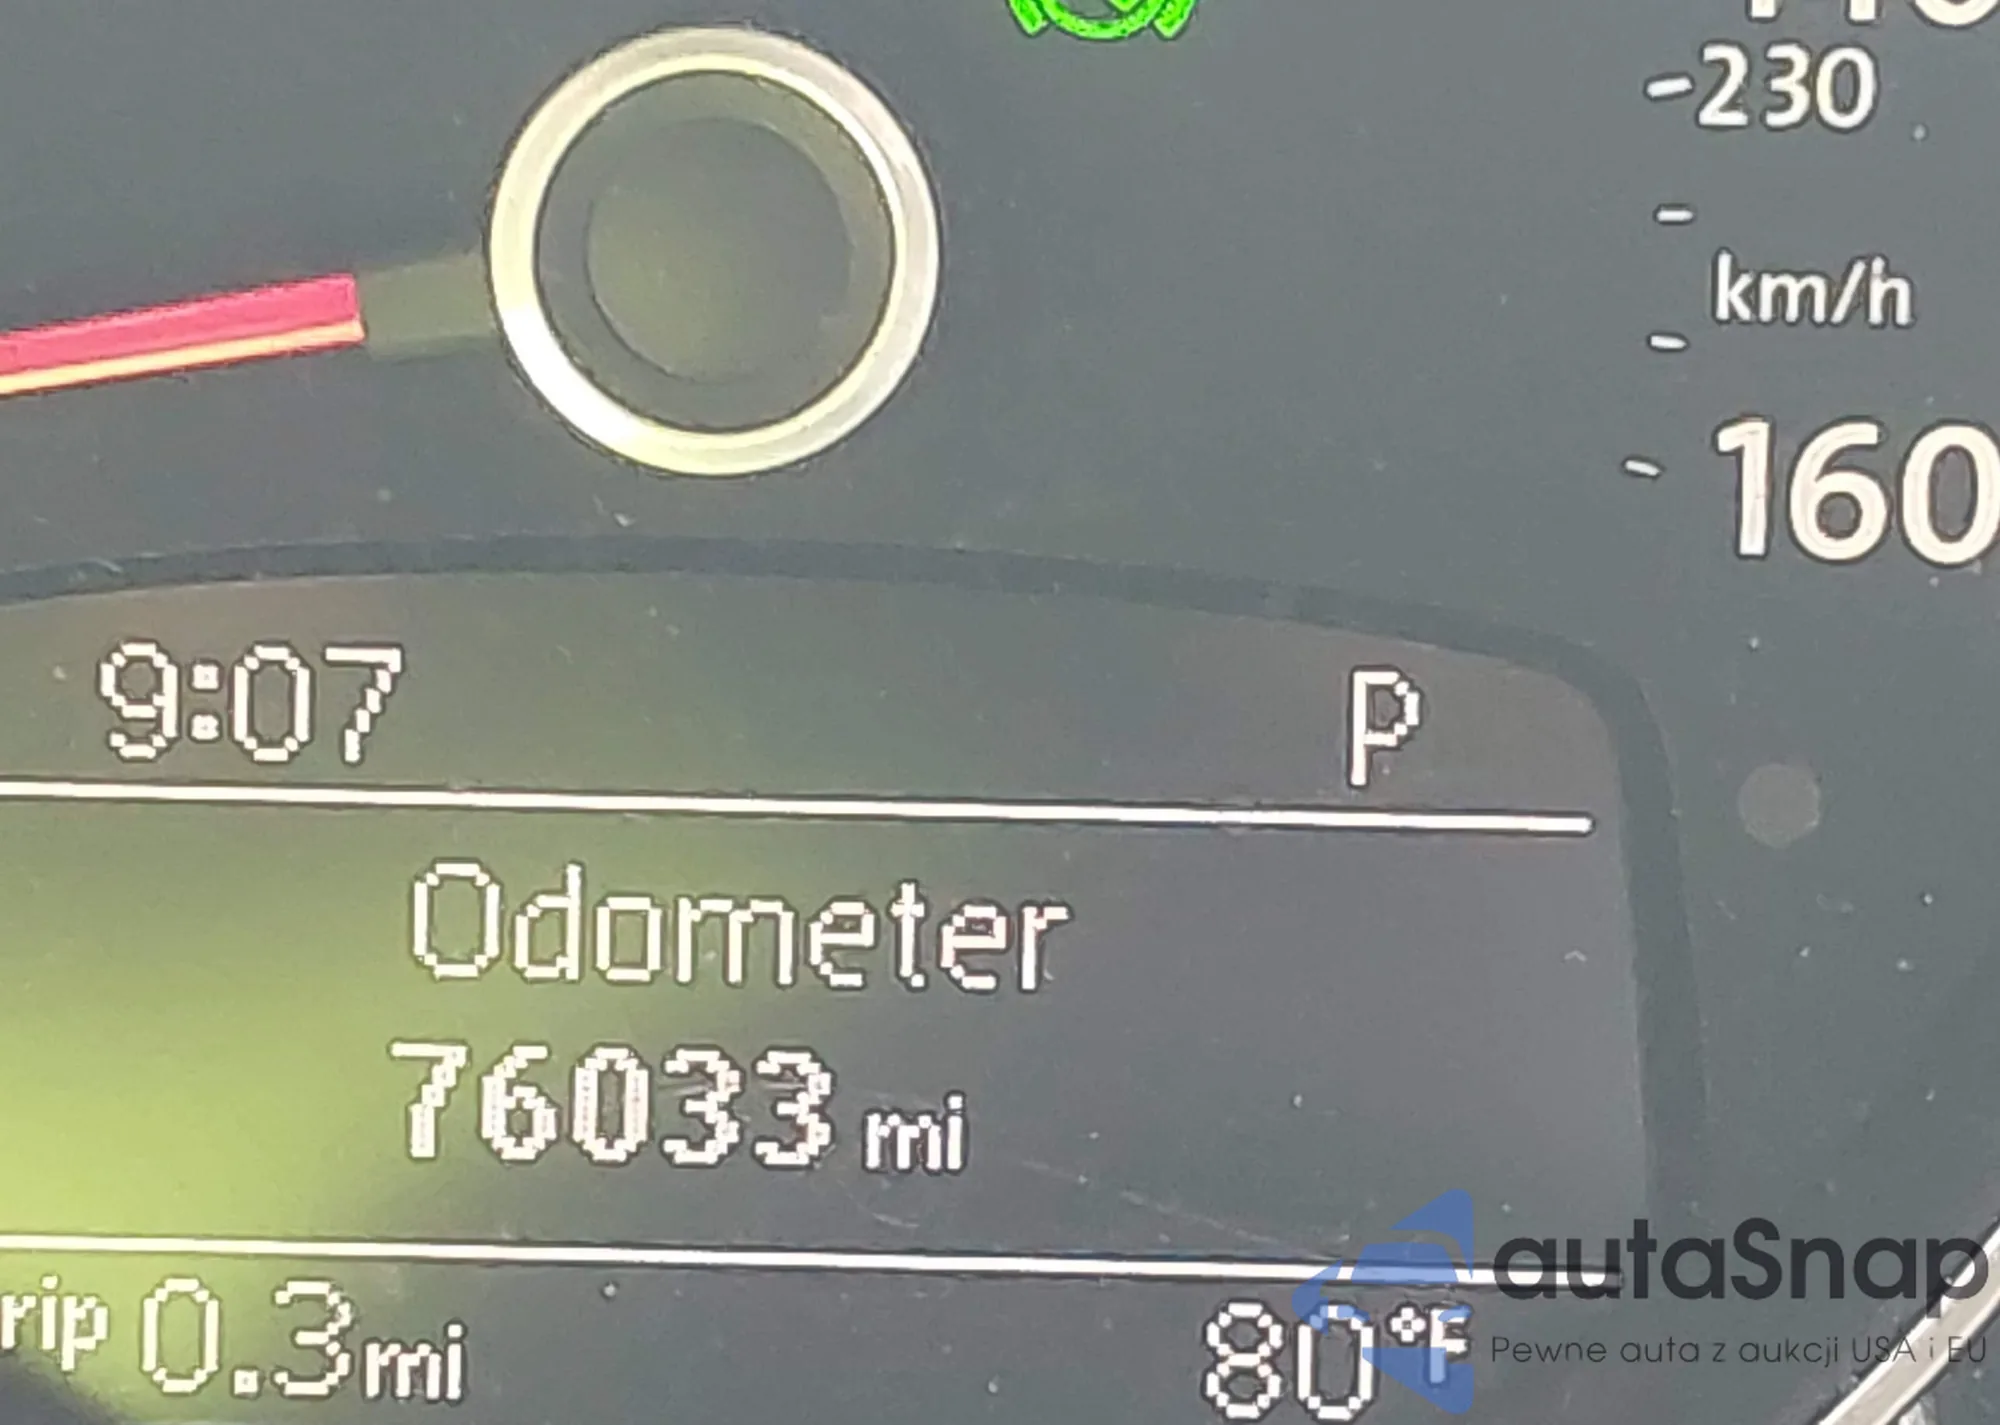 230
km/h
160
9:07 P
Odometer
76033 mi
rip 0.3 mi 80°F
autaSnap
Pewne auta z aukcji USA i EU